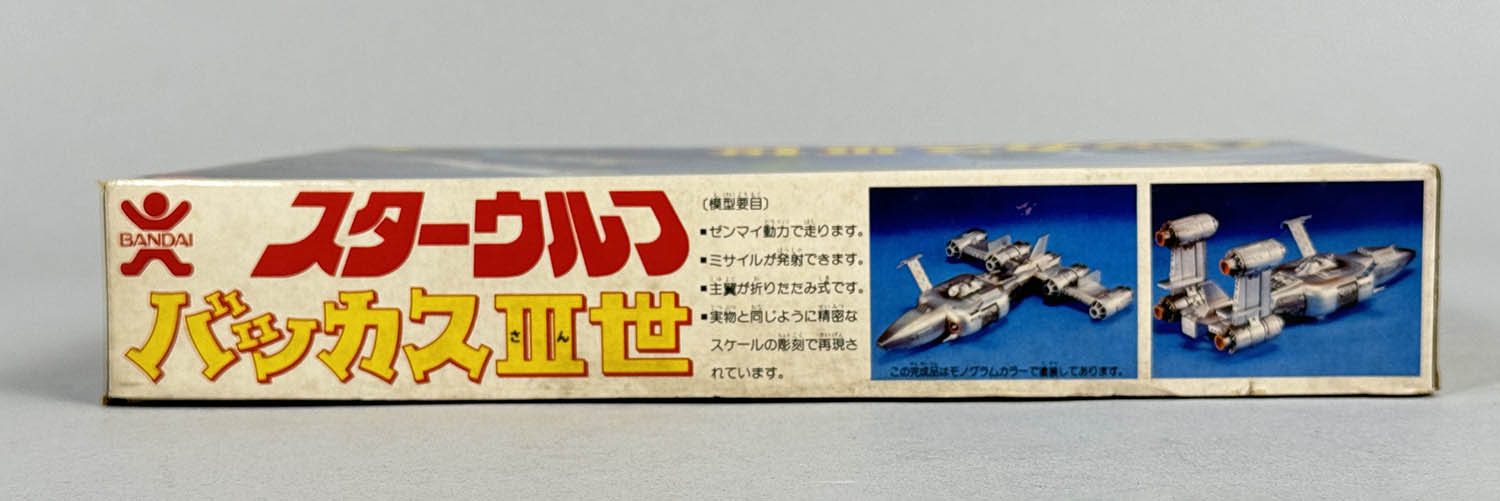 BANDAI
スターウルフ
バッカスⅢ世
さん
〔模型要目〕
■ゼンマイ動力で走ります。
■ミサイルが発射できます。
■主翼が折りたたみ式です。
■実物と同じように精密な
スケールの彫刻で再現さ
れています。
この完成品はモノグラムカラーで塗装してあります。